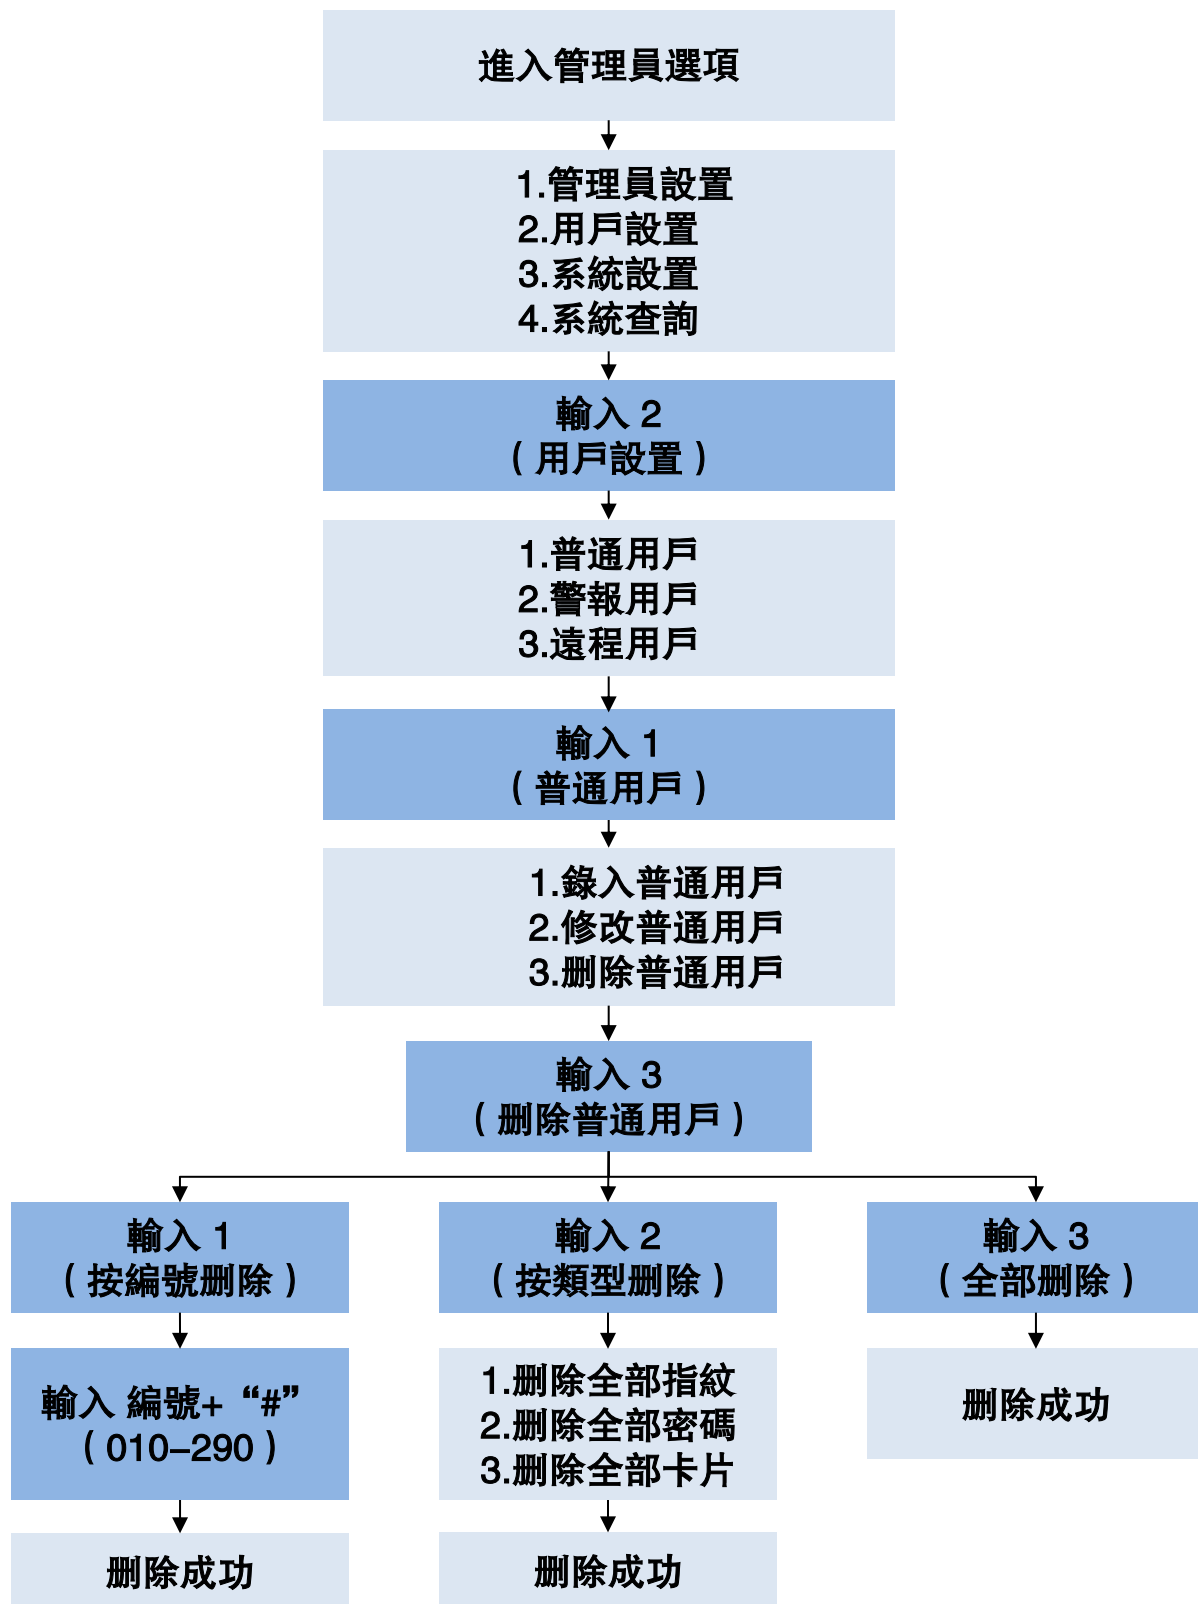 進入管理員選項
1.管理員設置
2.用戶設置
3.系統設置
4.系統查詢
輸入 2
（用戶設置）
1.普通用戶
2.警報用戶
3.遠程用戶
輸入 1
（普通用戶）
1.錄入普通用戶
2.修改普通用戶
3.刪除普通用戶
輸入 3
（刪除普通用戶）
輸入 1
（按編號刪除）
輸入 2
（按類型刪除）
輸入 3
（全部刪除）
輸入 編號+“#”
（010–290）
1.刪除全部指紋
2.刪除全部密碼
3.刪除全部卡片
刪除成功
刪除成功
刪除成功